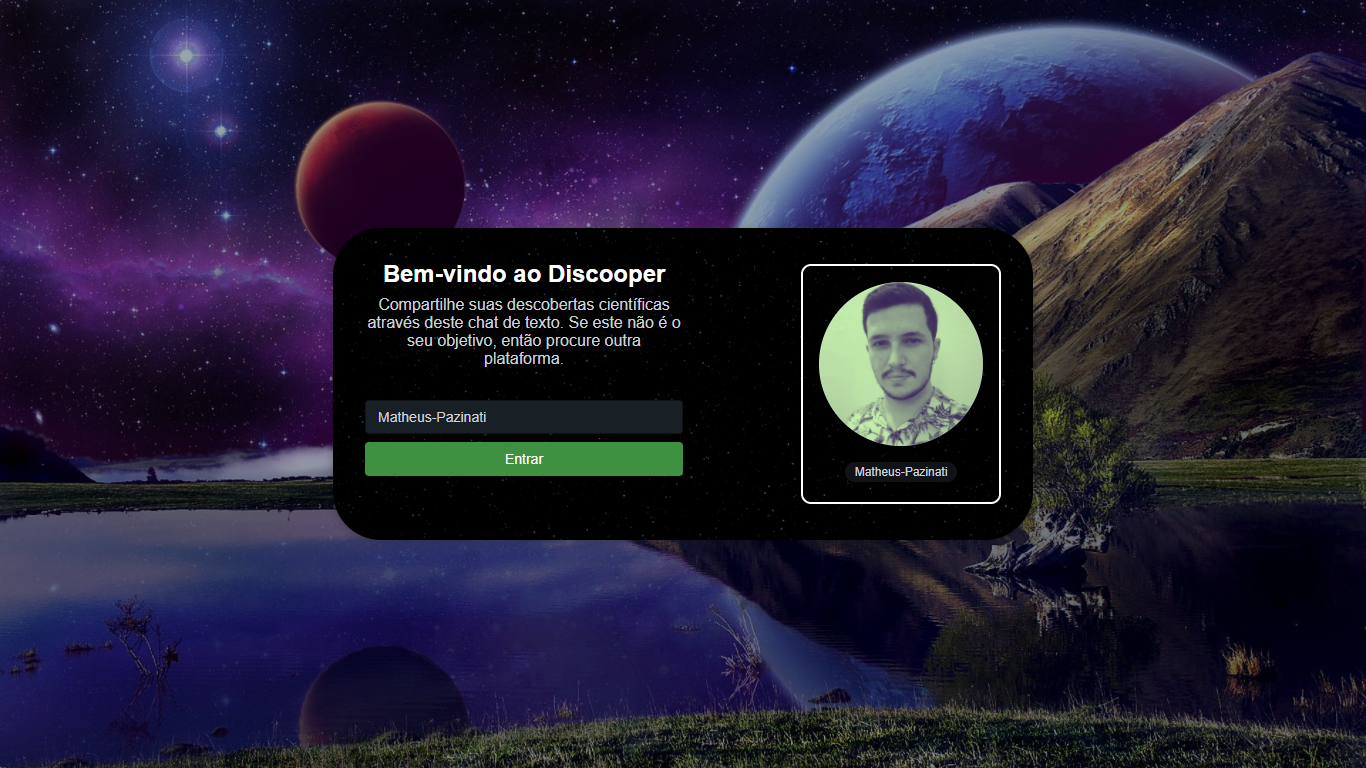 Bem-vindo ao Discooper
Compartilhe suas descobertas científicas
através deste chat de texto. Se este não é o
seu objetivo, então procure outra
plataforma.
Matheus-Pazinati
Entrar
Matheus-Pazinati